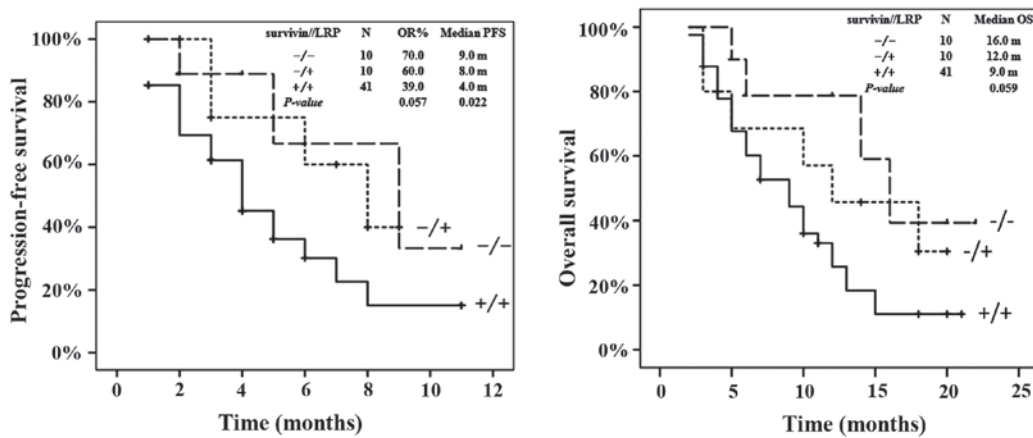 survivin//LRP N OR% Median PFS
−/− 10 70.0 9.0 m
−/+ 10 60.0 8.0 m
+/+ 41 39.0 4.0 m
P-value 0.057 0.022
100%
80%
60%
40%
20%
0%
Progression-free survival
−/+
−/−
+/+
0 2 4 6 8 10 12
Time (months)
survivin//LRP N Median OS
−/− 10 16.0 m
−/+ 10 12.0 m
+/+ 41 9.0 m
P-value 0.059
100%
80%
60%
40%
20%
0%
Overall survival
-/-
-/+
+/+
0 5 10 15 20 25
Time (months)